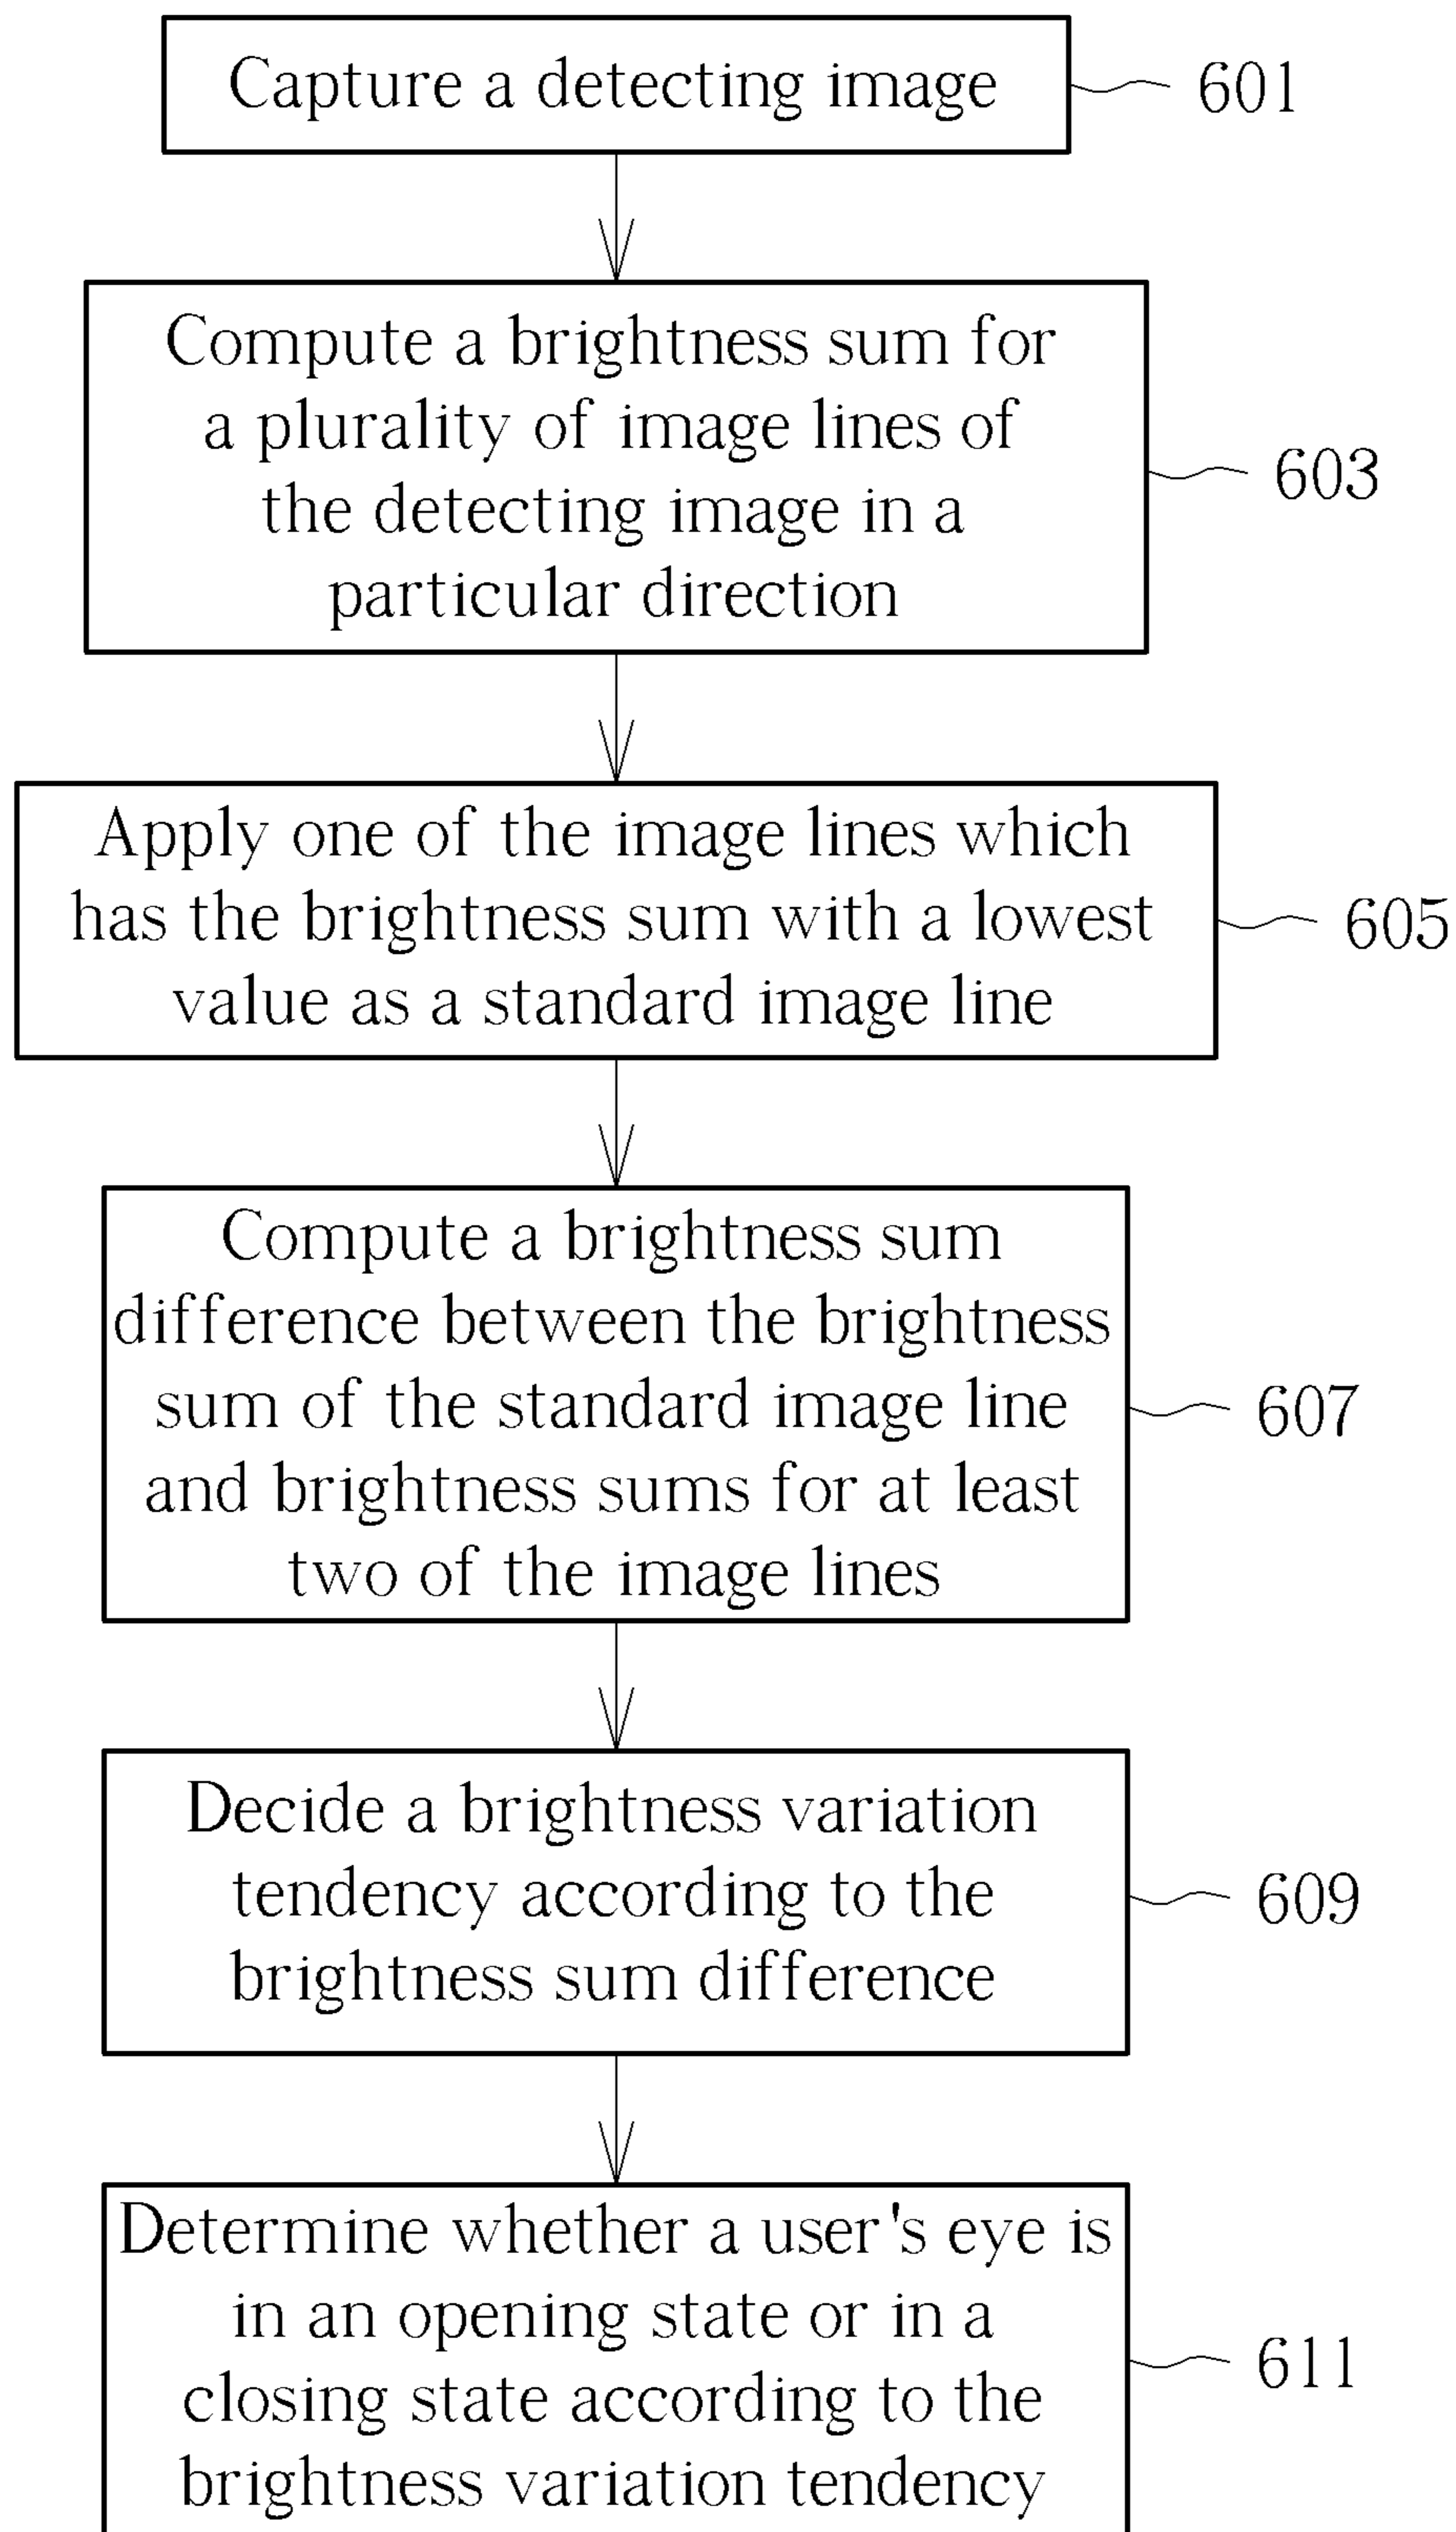 Capture a detecting image
601
Compute a brightness sum for
a plurality of image lines of
the detecting image in a
particular direction
603
Apply one of the image lines which
has the brightness sum with a lowest
value as a standard image line
605
Compute a brightness sum
difference between the brightness
sum of the standard image line
and brightness sums for at least
two of the image lines
607
Decide a brightness variation
tendency according to the
brightness sum difference
609
Determine whether a user's eye is
in an opening state or in a
closing state according to the
brightness variation tendency
611